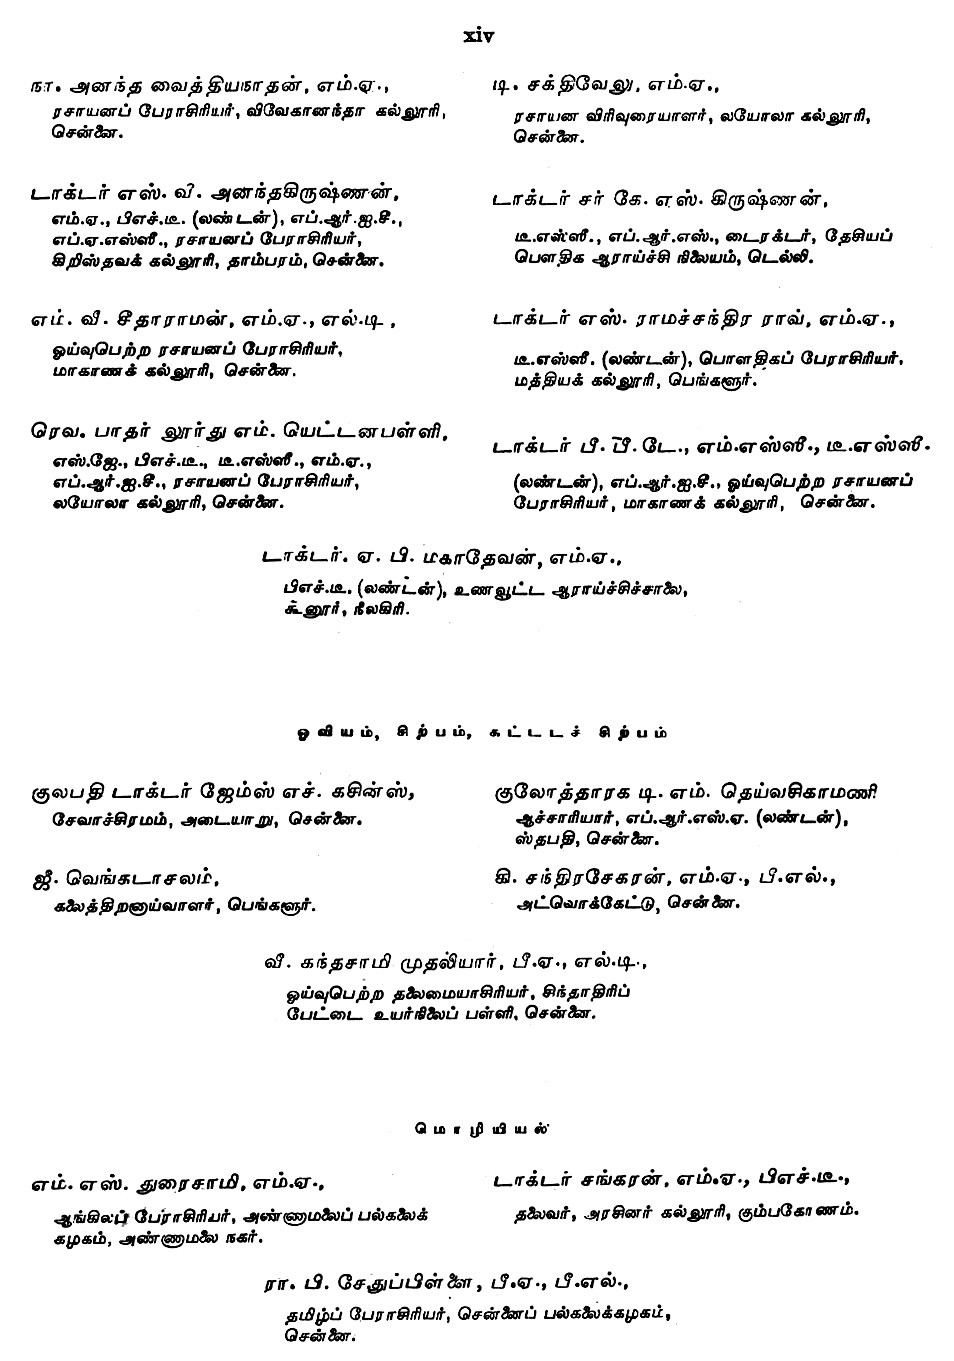 xiv
நா. அனந்த வைத்தியநாதன், எம்.ஏ.,
ரசாயனப் பேராசிரியர், விவேகானந்தா கல்லூரி,
சென்னை.
டாக்டர் எஸ். வீ. அனந்தகிருஷ்ணன்,
எம்.ஏ., பிஎச்.டீ. (லண்டன்), எப்.ஆர்.ஐ.சீ.,
எப்.ஏ.எஸ்ஸீ., ரசாயனப் பேராசிரியர்,
கிறிஸ்தவக் கல்லூரி, தாம்பரம், சென்னை.
எம். வீ. சீதாராமன், எம்.ஏ., எல்.டி.,
ஓய்வுபெற்ற ரசாயனப் பேராசிரியர்,
மாகாணக் கல்லூரி, சென்னை.
ரெவ. பாதர் லூர்து எம். யெட்டனபள்ளி,
எஸ்.ஜே., பிஎச்.டீ., டீ.எஸ்ஸீ., எம்.ஏ.,
எப்.ஆர்.ஐ.சீ., ரசாயனப் பேராசிரியர்,
லயோலா கல்லூரி, சென்னை.
டி. சக்திவேலு, எம்.ஏ.,
ரசாயன விரிவுரையாளர், லயோலா கல்லூரி,
சென்னை.
டாக்டர் சர் கே. எஸ். கிருஷ்ணன்,
டீ.எஸ்ஸீ., எப்.ஆர்.எஸ்., டைரக்டர், தேசியப்
பௌதிக ஆராய்ச்சி நிலையம், டெல்லி.
டாக்டர் எஸ். ராமச்சந்திர ராவ், எம்.ஏ.,
டீ.எஸ்ஸீ. (லண்டன்), பௌதிகப் பேராசிரியர்,
மத்தியக் கல்லூரி, பெங்களூர்.
டாக்டர் பீ. பீ. டே., எம்.எஸ்ஸீ., டீ.எஸ்ஸீ.
(லண்டன்), எப்.ஆர்.ஐ.சீ., ஓய்வுபெற்ற ரசாயனப்
பேராசிரியர், மாகாணக் கல்லூரி, சென்னை.
டாக்டர். ஏ. பி. மகாதேவன், எம்.ஏ.,
பிஎச்.டீ. (லண்டன்), உணவூட்ட ஆராய்ச்சிச்சாலை,
கூனூர், நீலகிரி.
ஓவியம், சிற்பம், கட்டடச் சிற்பம்
குலபதி டாக்டர் ஜேம்ஸ் எச். கசின்ஸ்,
சேவாச்சிரமம், அடையாறு, சென்னை.
ஜீ. வெங்கடாசலம்,
கலைத்திறனாய்வாளர், பெங்களூர்.
குலோத்தாரக டி. எம். தெய்வசிகாமணி
ஆச்சாரியார், எப்.ஆர்.எஸ்.ஏ. (லண்டன்),
ஸ்தபதி, சென்னை.
கி. சந்திரசேகரன், எம்.ஏ., பீ.எல்.,
அட்வொக்கேட்டு, சென்னை.
வீ. கந்தசாமி முதலியார், பீ.ஏ., எல்.டி.,
ஓய்வுபெற்ற தலைமையாசிரியர், சிந்தாதிரிப்
பேட்டை உயர்நிலைப் பள்ளி, சென்னை.
மொழியியல்
எம். எஸ். துரைசாமி, எம்.ஏ.,
ஆங்கிலப் பேராசிரியர், அண்ணாமலைப் பல்கலைக்
கழகம், அண்ணாமலை நகர்.
டாக்டர் சங்கரன், எம்.ஏ., பிஎச்.டீ.,
தலைவர், அரசினர் கல்லூரி, கும்பகோணம்.
ரா. பி. சேதுப்பிள்ளை, பீ.ஏ., பீ.எல்.,
தமிழ்ப் பேராசிரியர், சென்னைப் பல்கலைக்கழகம்,
சென்னை.